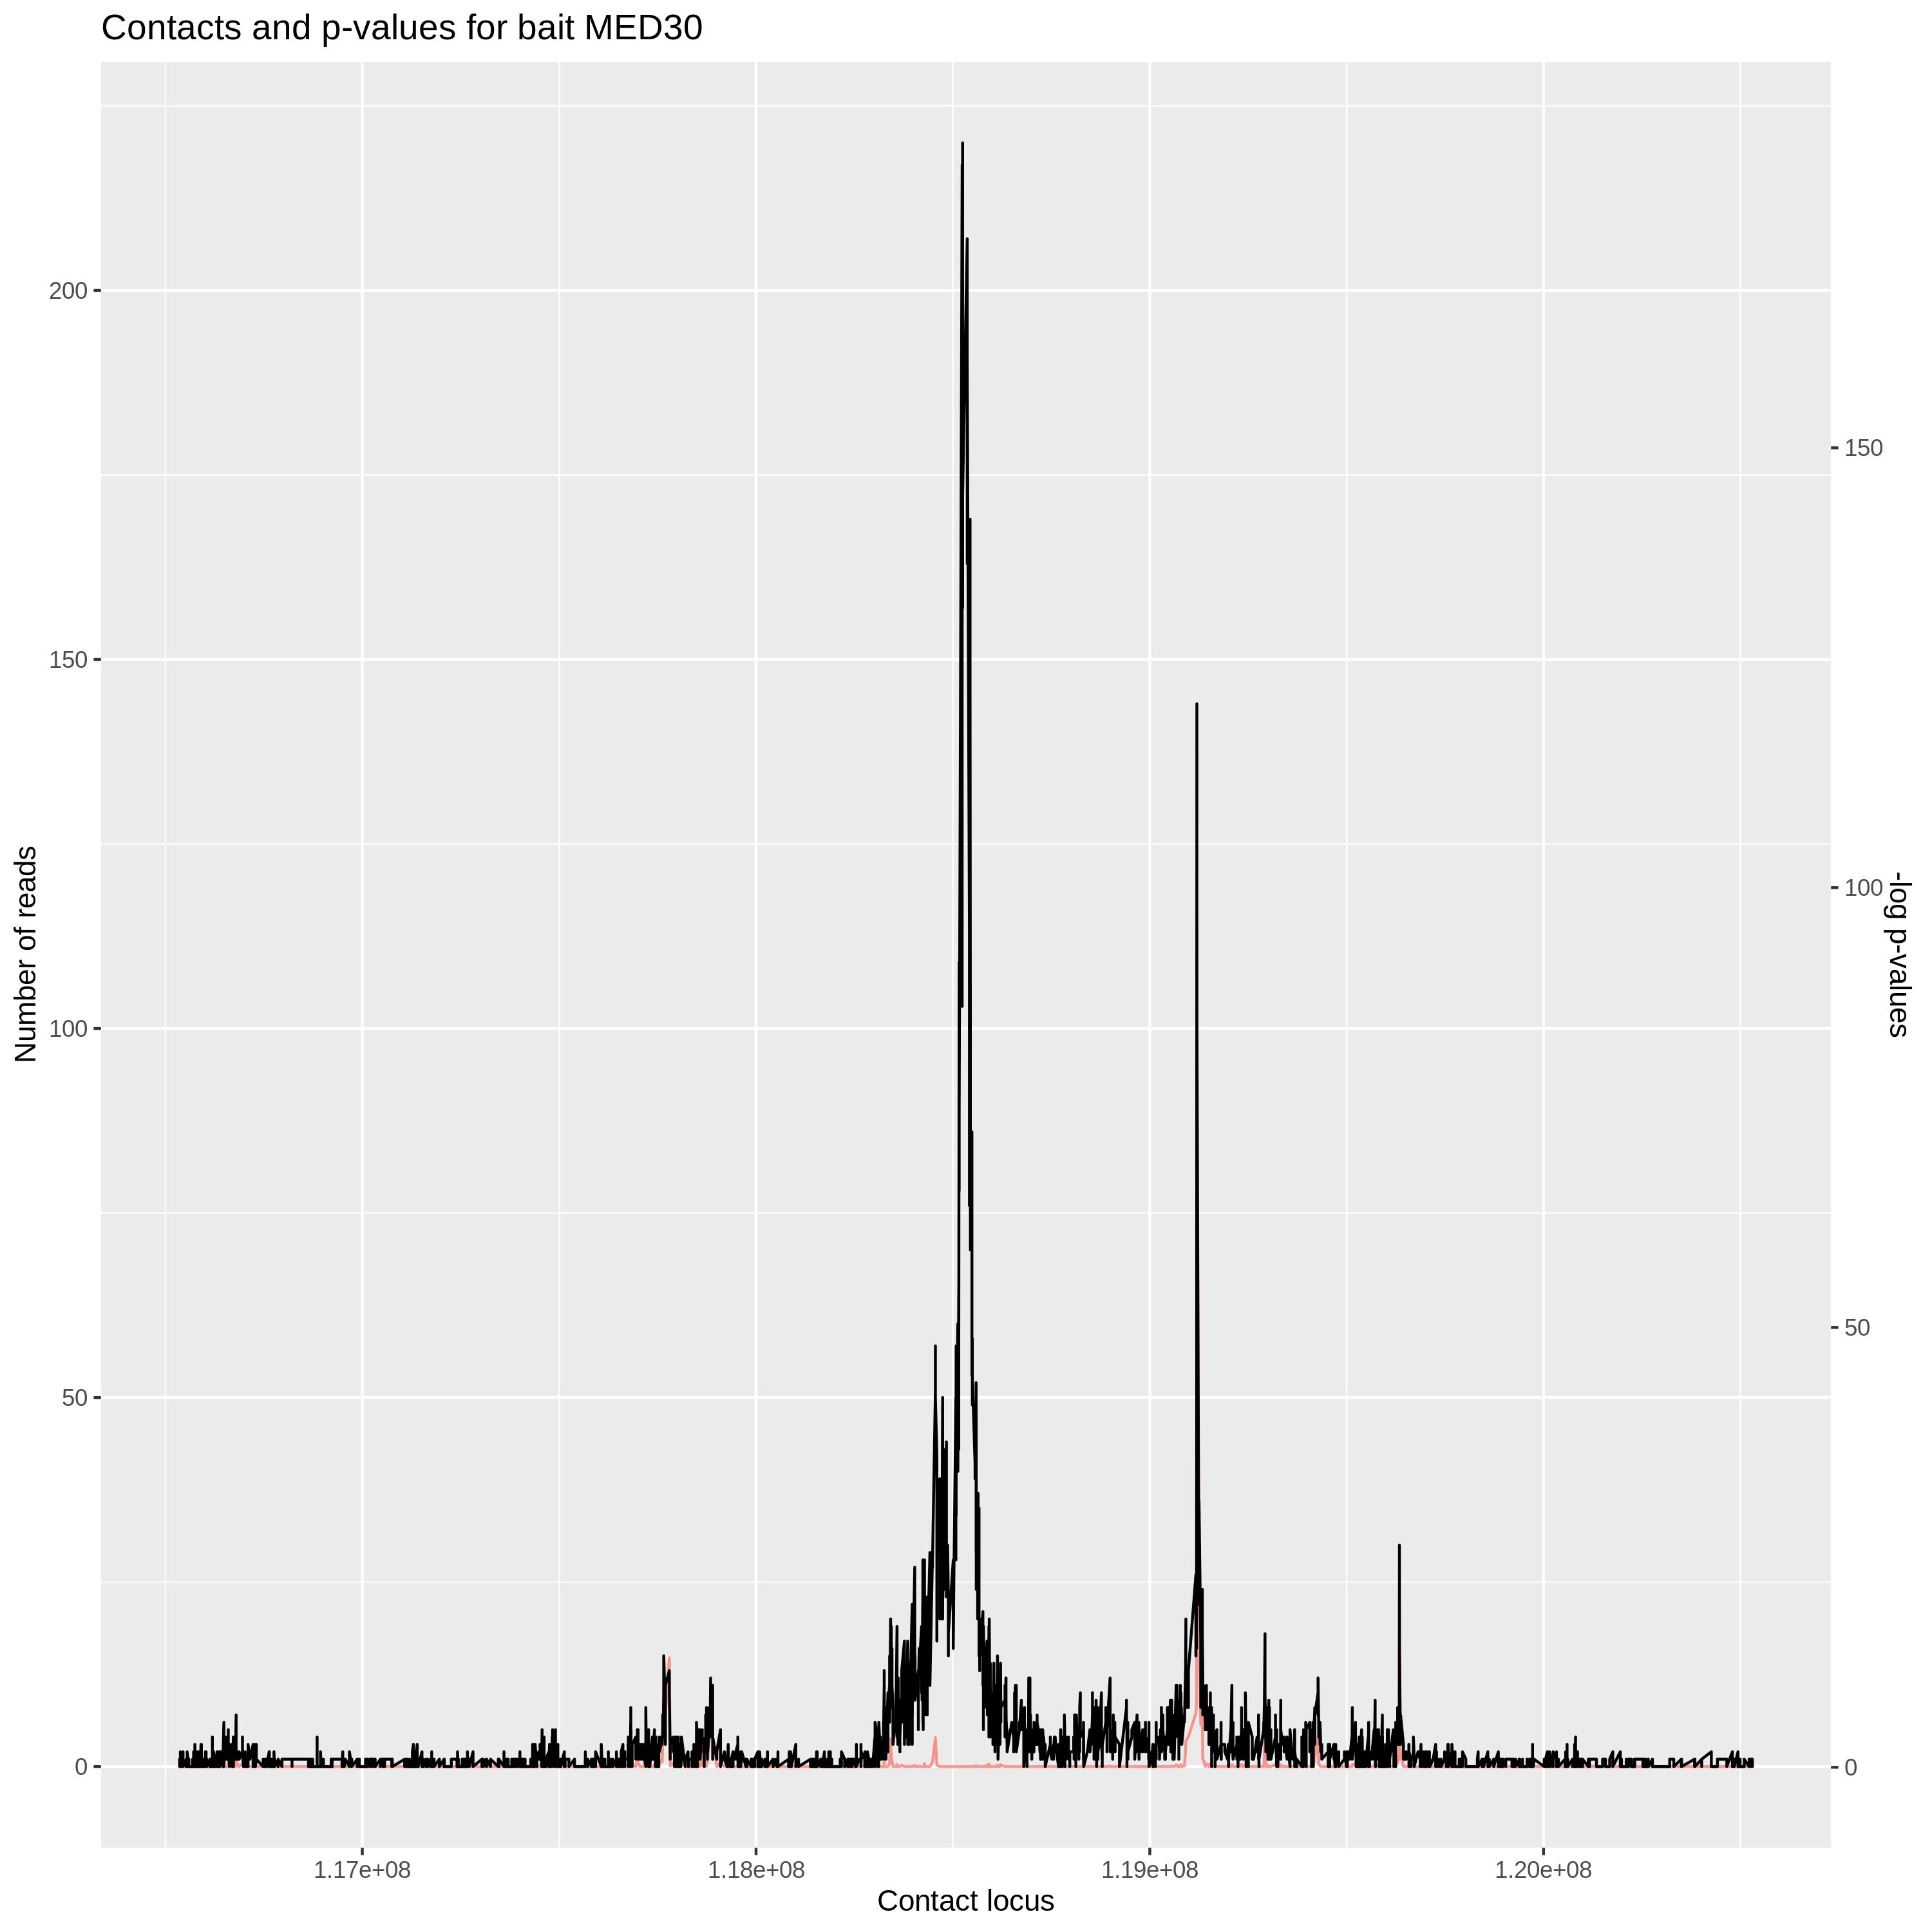 Contacts and p-values for bait MED30
200
150
100
50
0
Number of reads
150
100
50
0
-log p-values
1.17e+08
1.18e+08
1.19e+08
1.20e+08
Contact locus